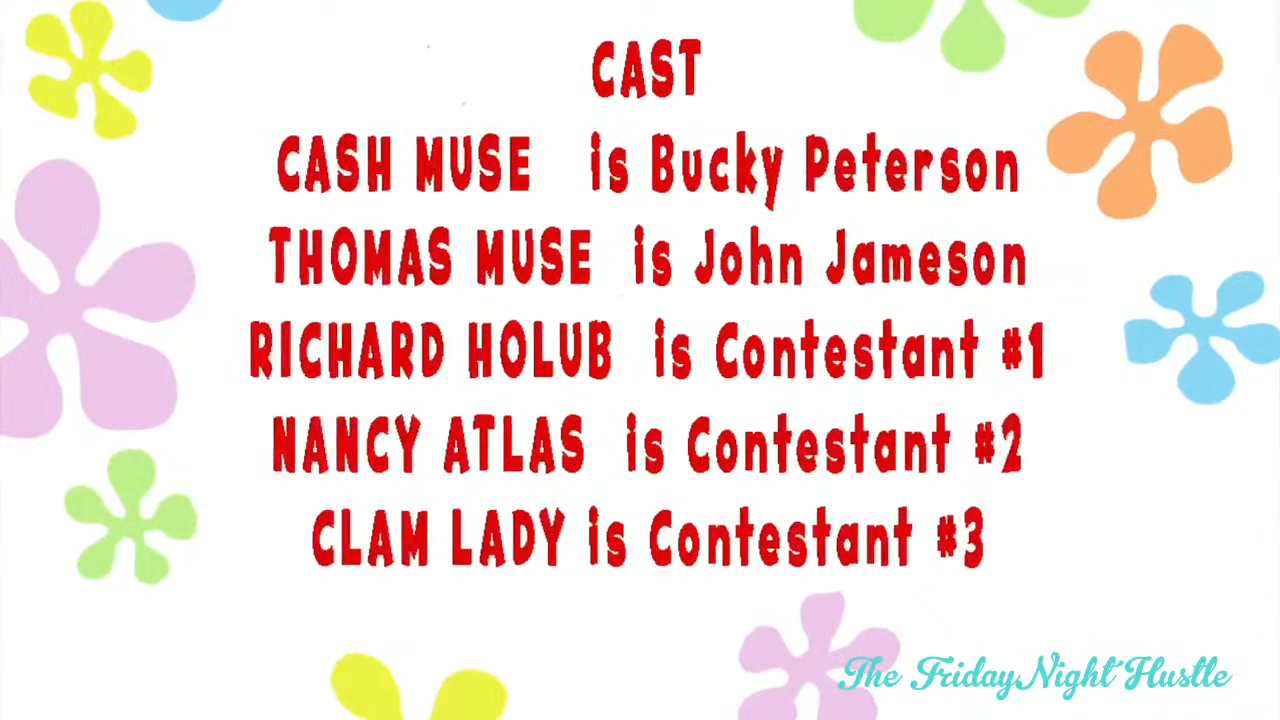 CAST
CASH MUSE is Bucky Peterson
THOMAS MUSE is John Jameson
RICHARD HOLUB is Contestant #1
NANCY ATLAS is Contestant #2
CLAM LADY is Contestant #3
The Friday Night Hustle